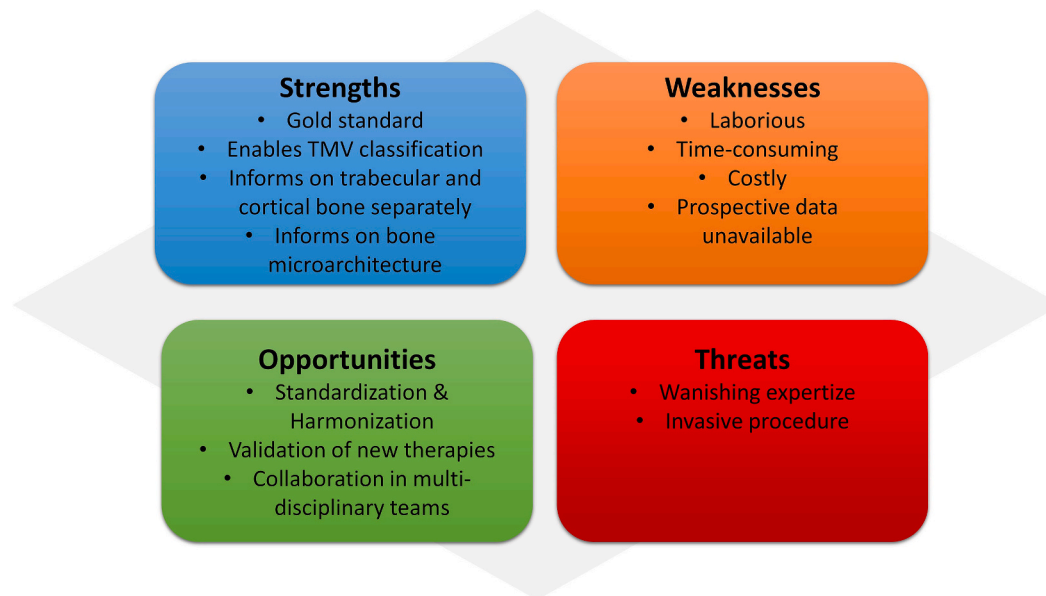 Strengths
• Gold standard
• Enables TMV classification
• Informs on trabecular and
cortical bone separately
• Informs on bone
microarchitecture
Weaknesses
• Laborious
• Time-consuming
• Costly
• Prospective data
unavailable
Opportunities
• Standardization &
Harmonization
• Validation of new therapies
• Collaboration in multi-
disciplinary teams
Threats
• Wanishing expertize
• Invasive procedure